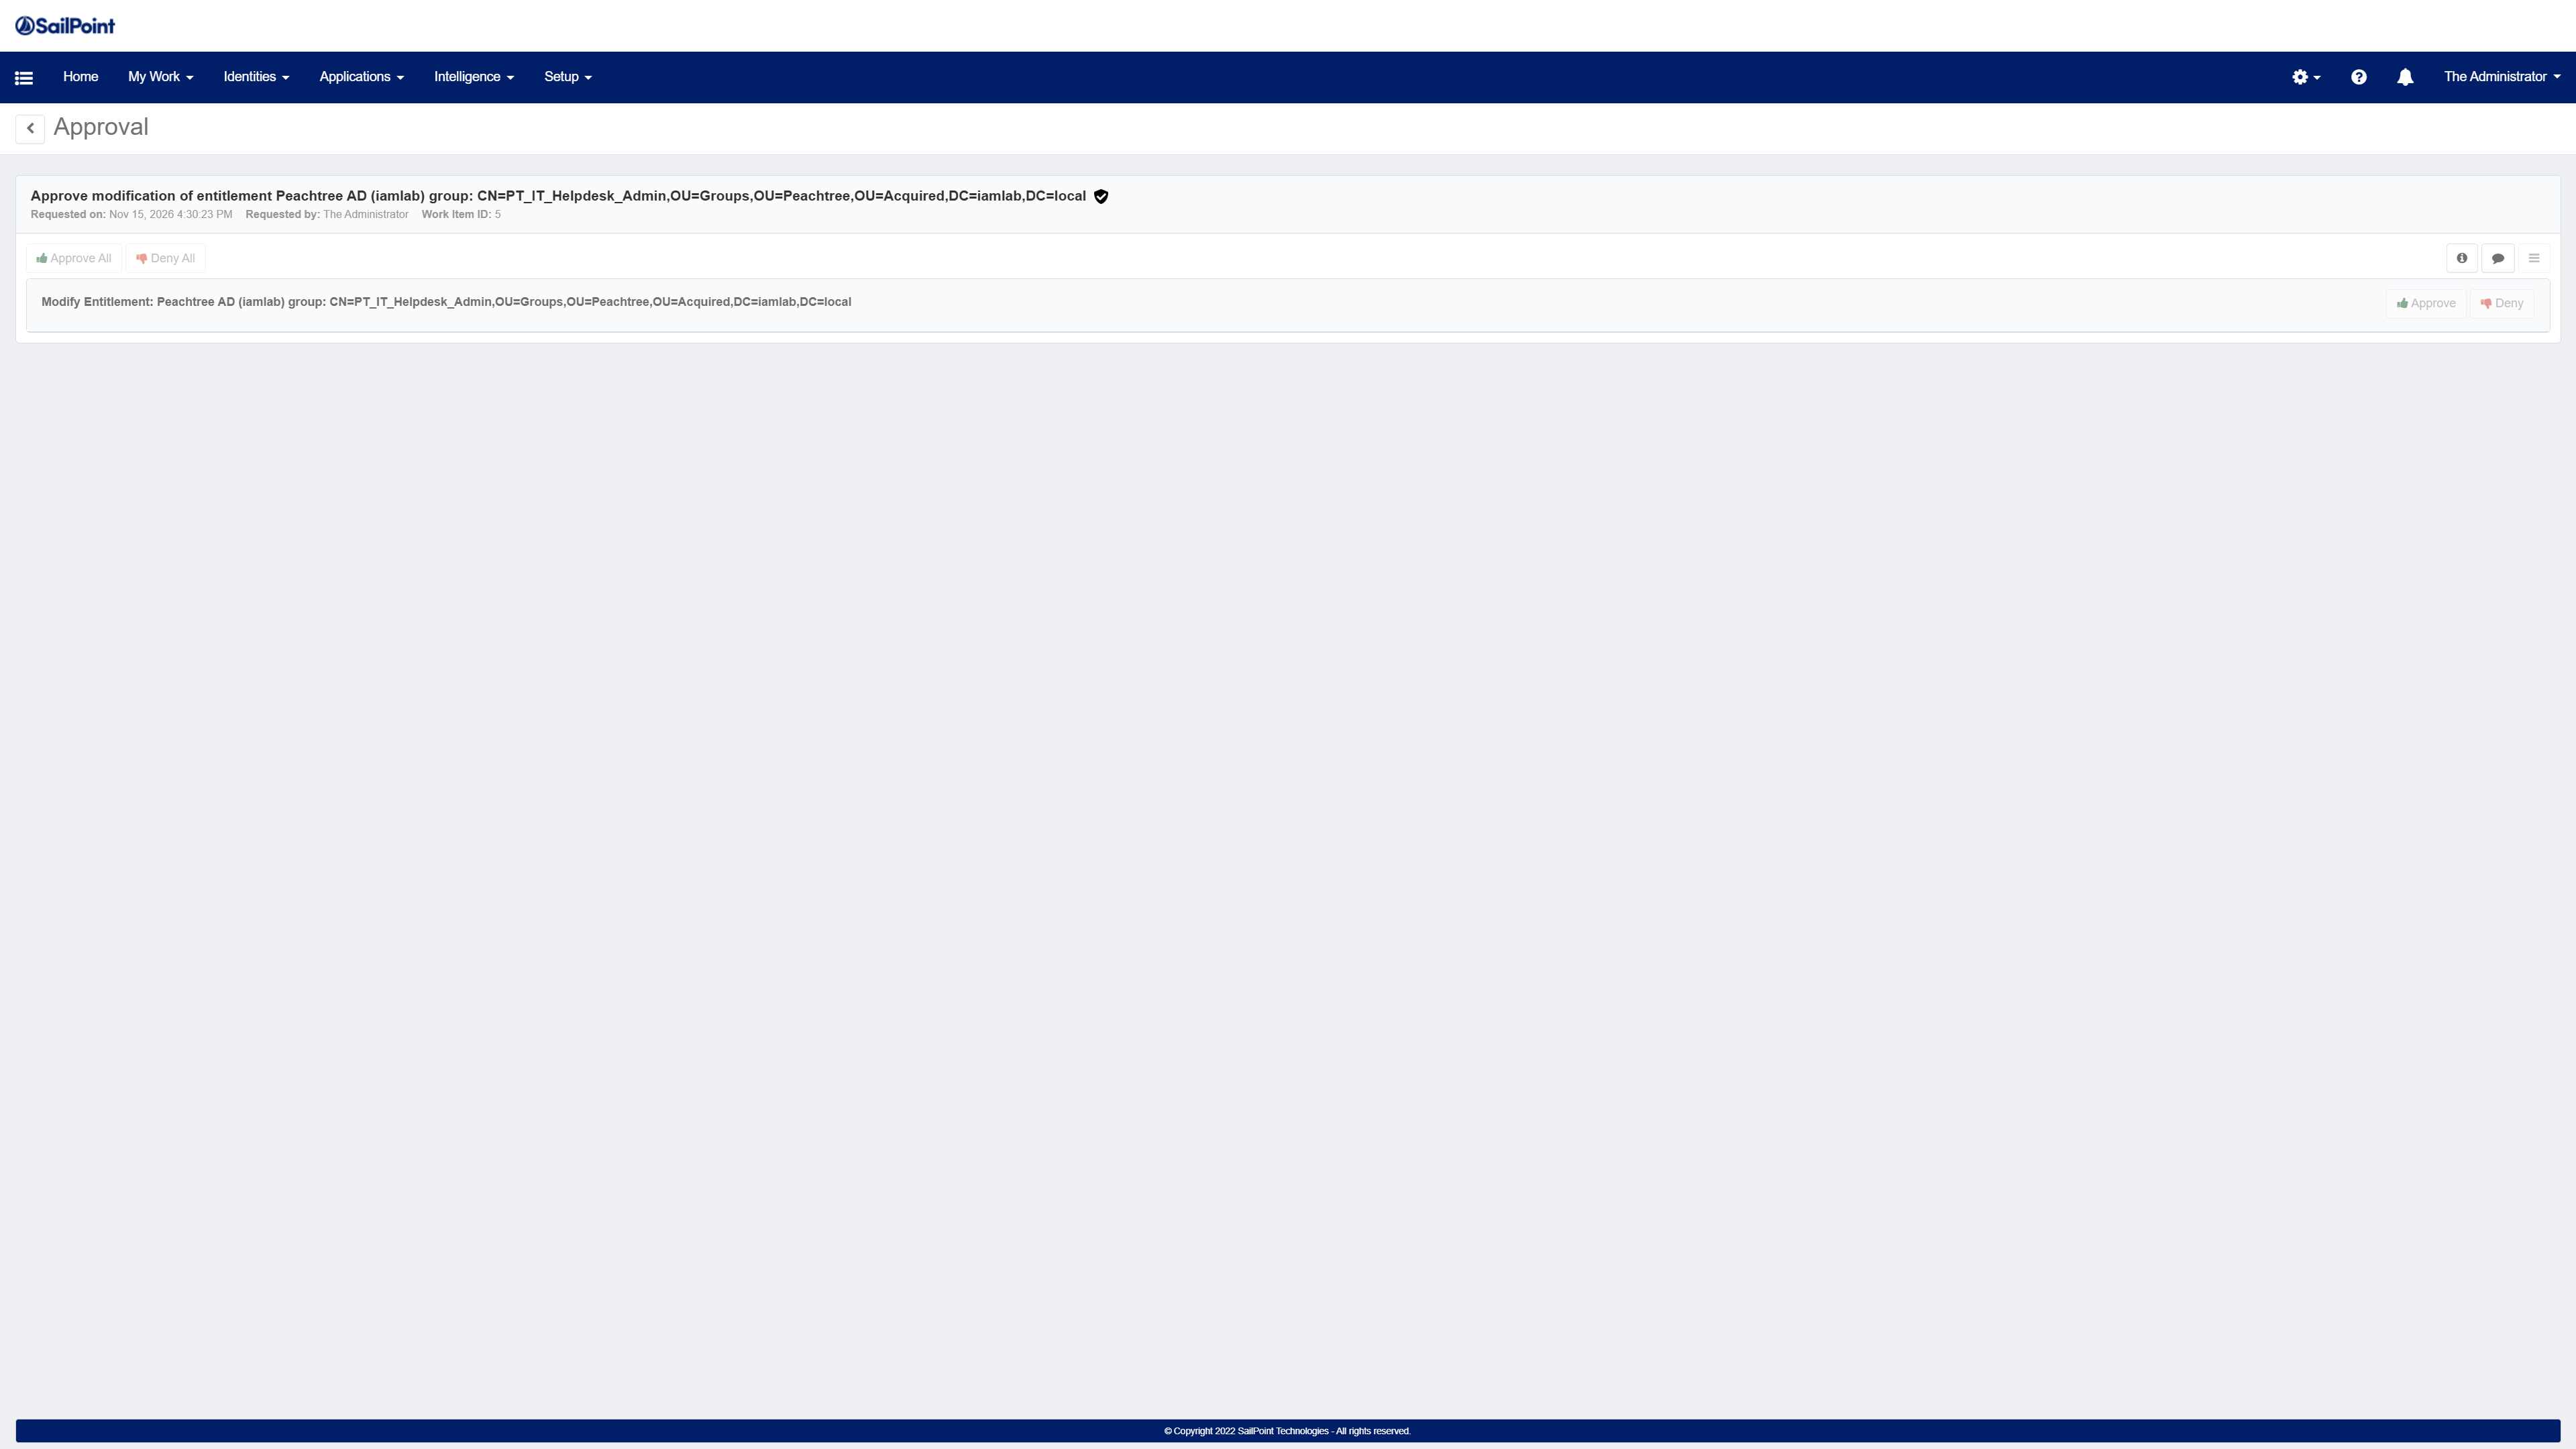 SailPoint
Home My Work Identities Applications Intelligence Setup The Administrator
Approval
Approve modification of entitlement Peachtree AD (iamlab) group: CN=PT_IT_Helpdesk_Admin,OU=Groups,OU=Peachtree,OU=Acquired,DC=iamlab,DC=local
Requested on: Nov 15, 2026 4:30:23 PM Requested by: The Administrator Work Item ID: 5
Approve All Deny All
Modify Entitlement: Peachtree AD (iamlab) group: CN=PT_IT_Helpdesk_Admin,OU=Groups,OU=Peachtree,OU=Acquired,DC=iamlab,DC=local Approve Deny
© Copyright 2022 SailPoint Technologies - All rights reserved.